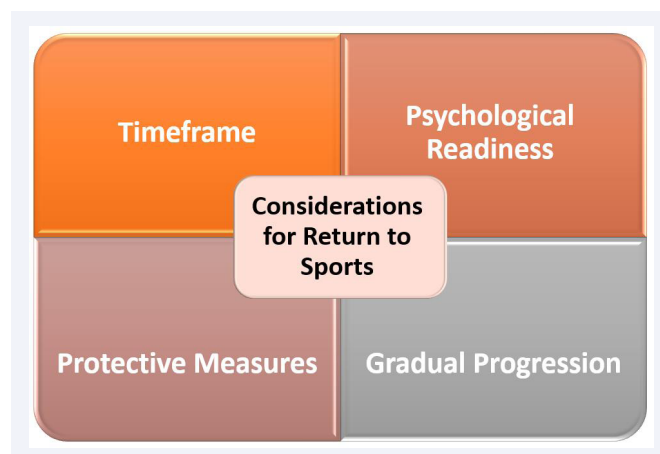 Timeframe
Psychological
Readiness
Considerations
for Return to
Sports
Protective Measures
Gradual Progression